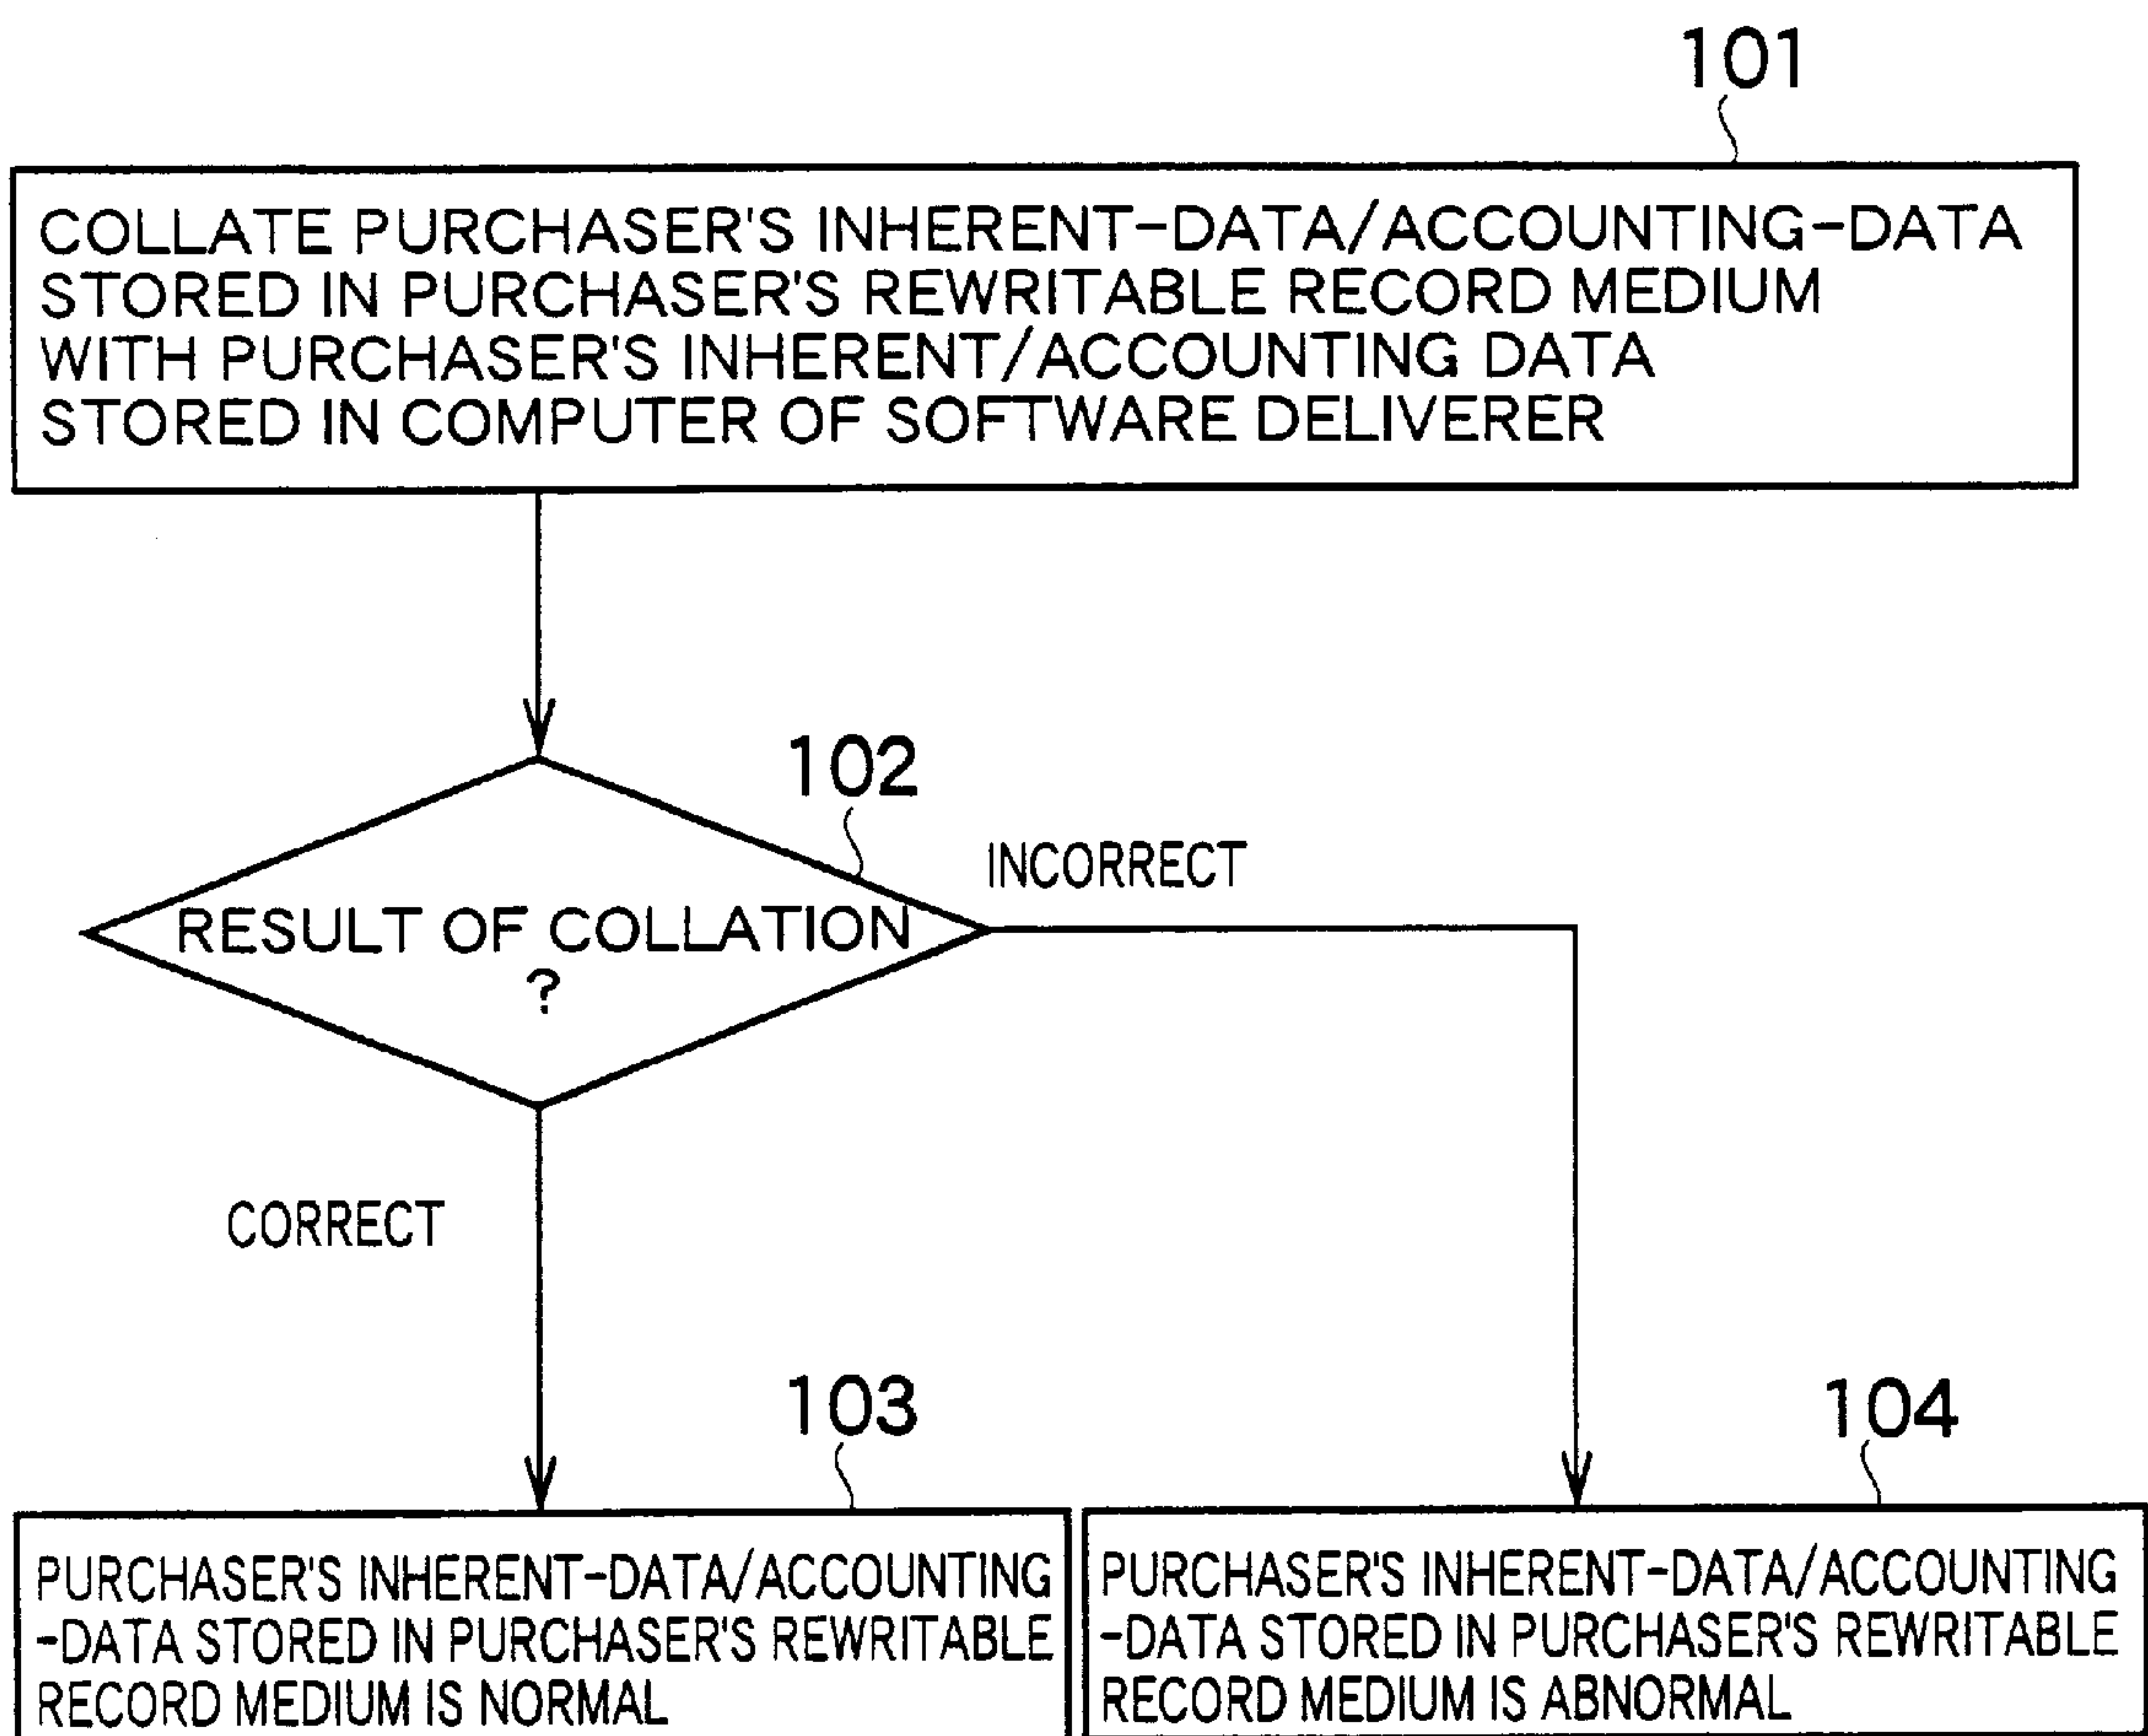 101
COLLATE PURCHASER'S INHERENT-DATA/ACCOUNTING-DATA
STORED IN PURCHASER'S REWRITABLE RECORD MEDIUM
WITH PURCHASER'S INHERENT/ACCOUNTING DATA
STORED IN COMPUTER OF SOFTWARE DELIVERER
102
INCORRECT
RESULT OF COLLATION
?
CORRECT
103
PURCHASER'S INHERENT-DATA/ACCOUNTING
-DATA STORED IN PURCHASER'S REWRITABLE
RECORD MEDIUM IS NORMAL
104
PURCHASER'S INHERENT-DATA/ACCOUNTING
-DATA STORED IN PURCHASER'S REWRITABLE
RECORD MEDIUM IS ABNORMAL